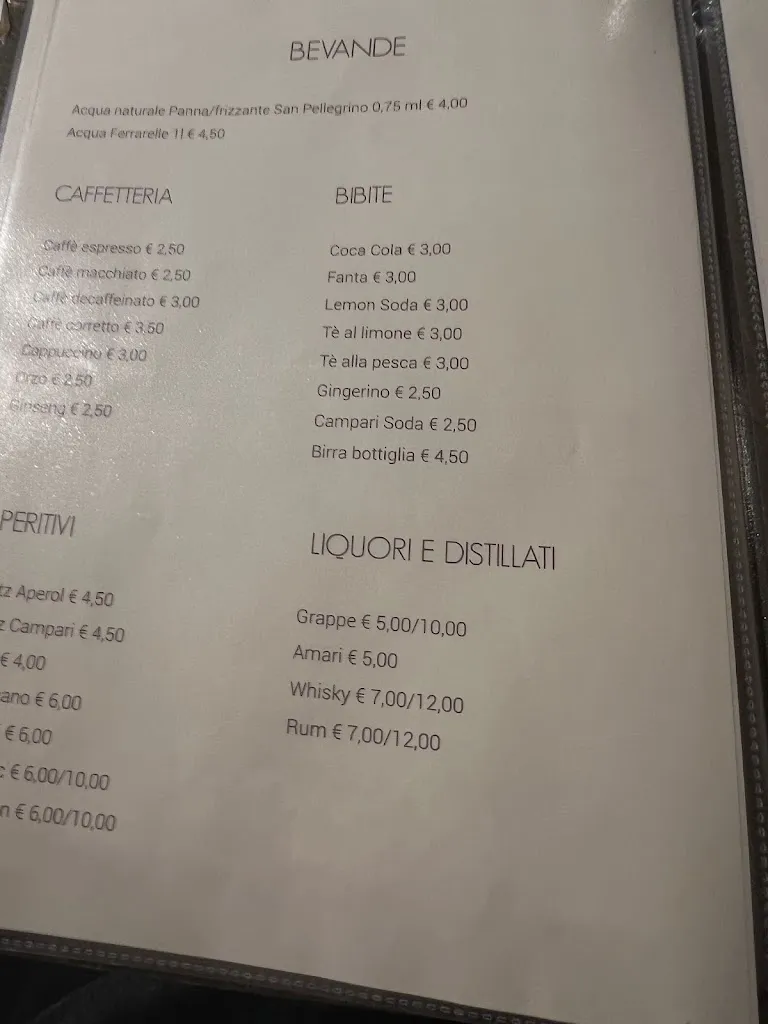 BEVANDE
Acqua naturale Panna/frizzante San Pellegrino 0,75 ml € 4,00
Acqua Ferrarelle 1l € 4,50
CAFFETTERIA
Caffè espresso € 2,50
Caffè macchiato € 2,50
Caffè decaffeinato € 3,00
Caffè corretto € 3,50
Cappuccino € 3,00
Orzo € 2,50
Ginseng € 2,50
BIBITE
Coca Cola € 3,00
Fanta € 3,00
Lemon Soda € 3,00
Tè al limone € 3,00
Tè alla pesca € 3,00
Gingerino € 2,50
Campari Soda € 2,50
Birra bottiglia € 4,50
PERITIVI
tz Aperol € 4,50
z Campari € 4,50
€ 4,00
ano € 6,00
€ 6,00
c € 6,00/10,00
n € 6,00/10,00
LIQUORI E DISTILLATI
Grappe € 5,00/10,00
Amari € 5,00
Whisky € 7,00/12,00
Rum € 7,00/12,00